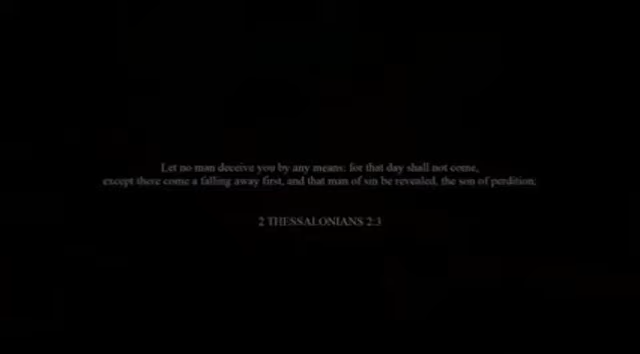 Let no man deceive you by any means: for that day shall not come,
except there come a falling away first, and that man of sin be revealed, the son of perdition;
2 THESSALONIANS 2:3